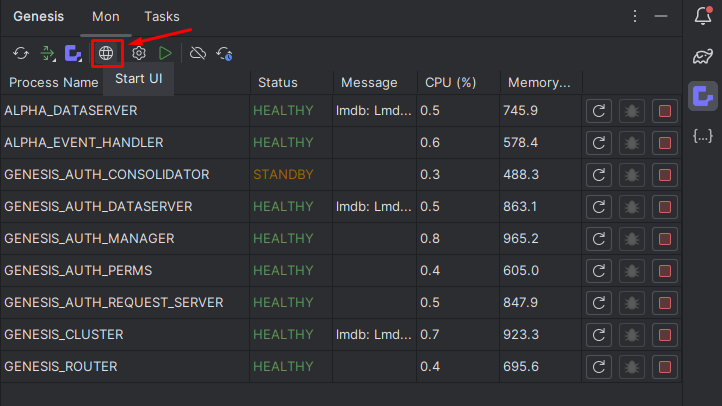 Genesis Mon Tasks
Start UI
Process Name Status Message CPU (%) Memory...
ALPHA_DATASERVER HEALTHY lmdb: Lmd... 0.5 745.9
ALPHA_EVENT_HANDLER HEALTHY 0.6 578.4
GENESIS_AUTH_CONSOLIDATOR STANDBY 0.3 488.3
GENESIS_AUTH_DATASERVER HEALTHY lmdb: Lmd... 0.5 863.1
GENESIS_AUTH_MANAGER HEALTHY 0.8 965.2
GENESIS_AUTH_PERMS HEALTHY 0.4 605.0
GENESIS_AUTH_REQUEST_SERVER HEALTHY 0.5 847.9
GENESIS_CLUSTER HEALTHY lmdb: Lmd... 0.7 923.3
GENESIS_ROUTER HEALTHY 0.4 695.6
{...}